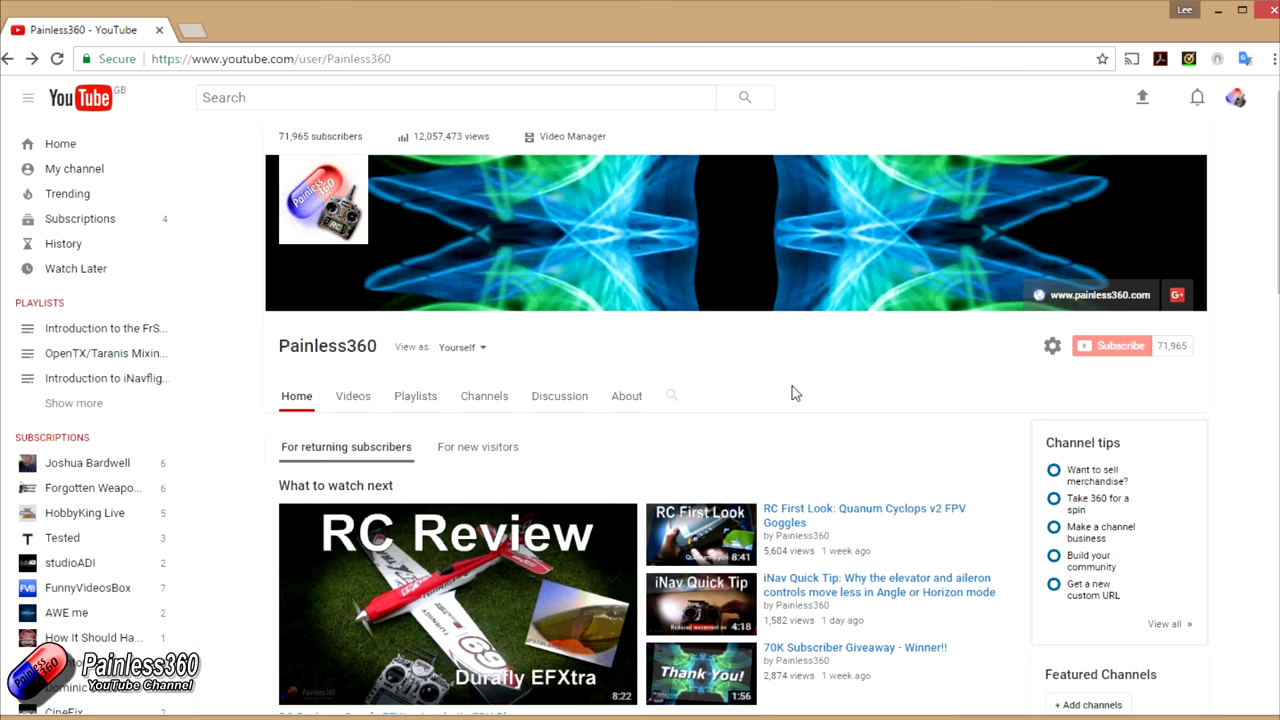 Lee
Painless360 - YouTube
Secure
https://www.youtube.com/user/Painless360
YouTube GB
Search
71,965 subscribers
12,057,473 views
Video Manager
Home
My channel
Trending
Subscriptions 4
History
Watch Later
PLAYLISTS
Introduction to the FrS...
OpenTX/Taranis Mixin...
Introduction to iNavflig...
Show more
SUBSCRIPTIONS
Joshua Bardwell 6
Forgotten Weapo... 6
HobbyKing Live 5
Tested 3
studioADI 2
FunnyVideosBox 7
AWE me 2
How It Should Ha... 1
Painless
360
RC
www.painless360.com
G+
Painless360
View as: Yourself
Subscribe 71,965
Home
Videos
Playlists
Channels
Discussion
About
For returning subscribers
For new visitors
What to watch next
RC Review
Durafly EFXtra
8:22
RC First Look
8:41
RC First Look: Quanum Cyclops v2 FPV
Goggles
by Painless360
5,604 views 1 week ago
iNav Quick Tip
4:18
iNav Quick Tip: Why the elevator and aileron
controls move less in Angle or Horizon mode
by Painless360
1,582 views 1 day ago
Thank You!
1:56
70K Subscriber Giveaway - Winner!!
by Painless360
2,874 views 1 week ago
Channel tips
Want to sell
merchandise?
Take 360 for a
spin
Make a channel
business
Build your
community
Get a new
custom URL
View all »
Featured Channels
+ Add channels
Painless360
YouTube Channel
CineFix